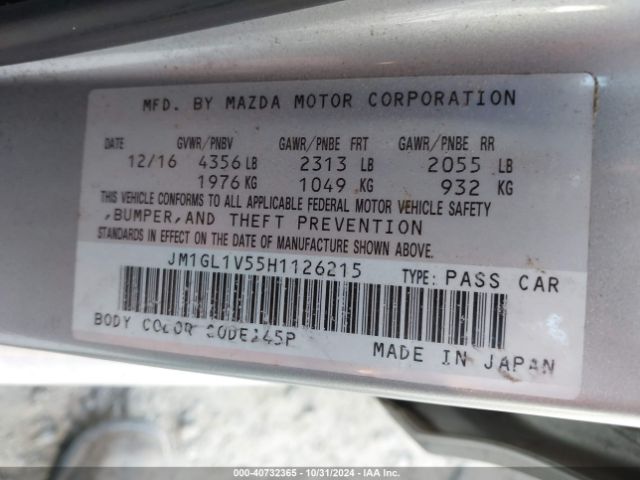 MFD. BY MAZDA MOTOR CORPORATION
DATE GVWR/PNBV GAWR/PNBE FRT GAWR/PNBE RR
12/16 4356 LB 2313 LB 2055 LB
1976 KG 1049 KG 932 KG
THIS VEHICLE CONFORMS TO ALL APPLICABLE FEDERAL MOTOR VEHICLE SAFETY
,BUMPER,AND THEFT PREVENTION
STANDARDS IN EFFECT ON THE DATE OF MANUFACTURE SHOWN ABOVE.
JM1GL1V55H1126215 TYPE: PASS CAR
BODY COLOR CODE:45P
MADE IN JAPAN
000-40732365 • 10/31/2024 • IAA Inc.